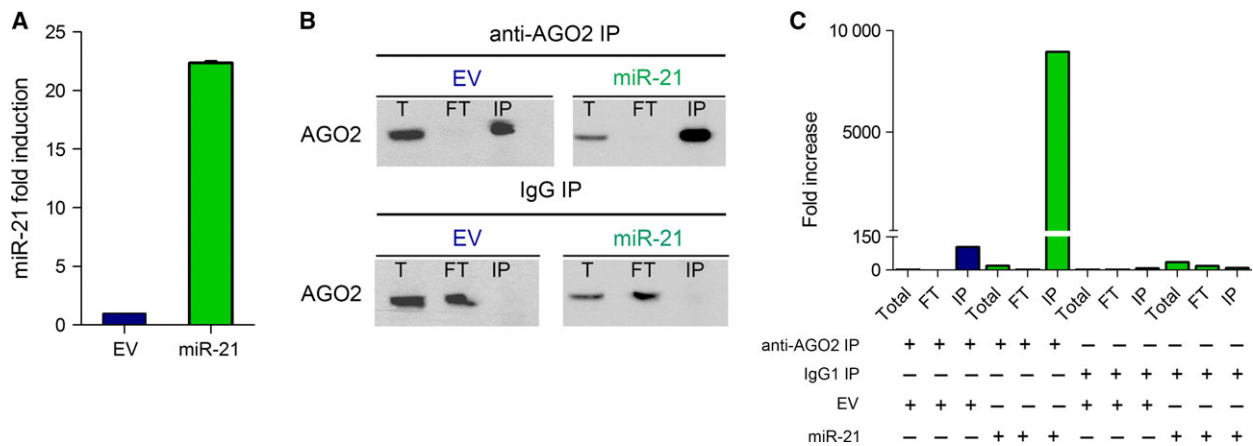 A
miR-21 fold induction
25
20
15
10
5
0
EV miR-21
B
anti-AGO2 IP
EV miR-21
T FT IP T FT IP
AGO2
IgG IP
EV miR-21
T FT IP T FT IP
AGO2
C
Fold increase
10 000
5000
150
0
Total FT IP Total FT IP Total FT IP Total FT IP
anti-AGO2 IP + + + + + + – – – – – –
IgG1 IP – – – – – – + + + + + +
EV + + + – – – + + + – – –
miR-21 – – – + + + – – – + + +